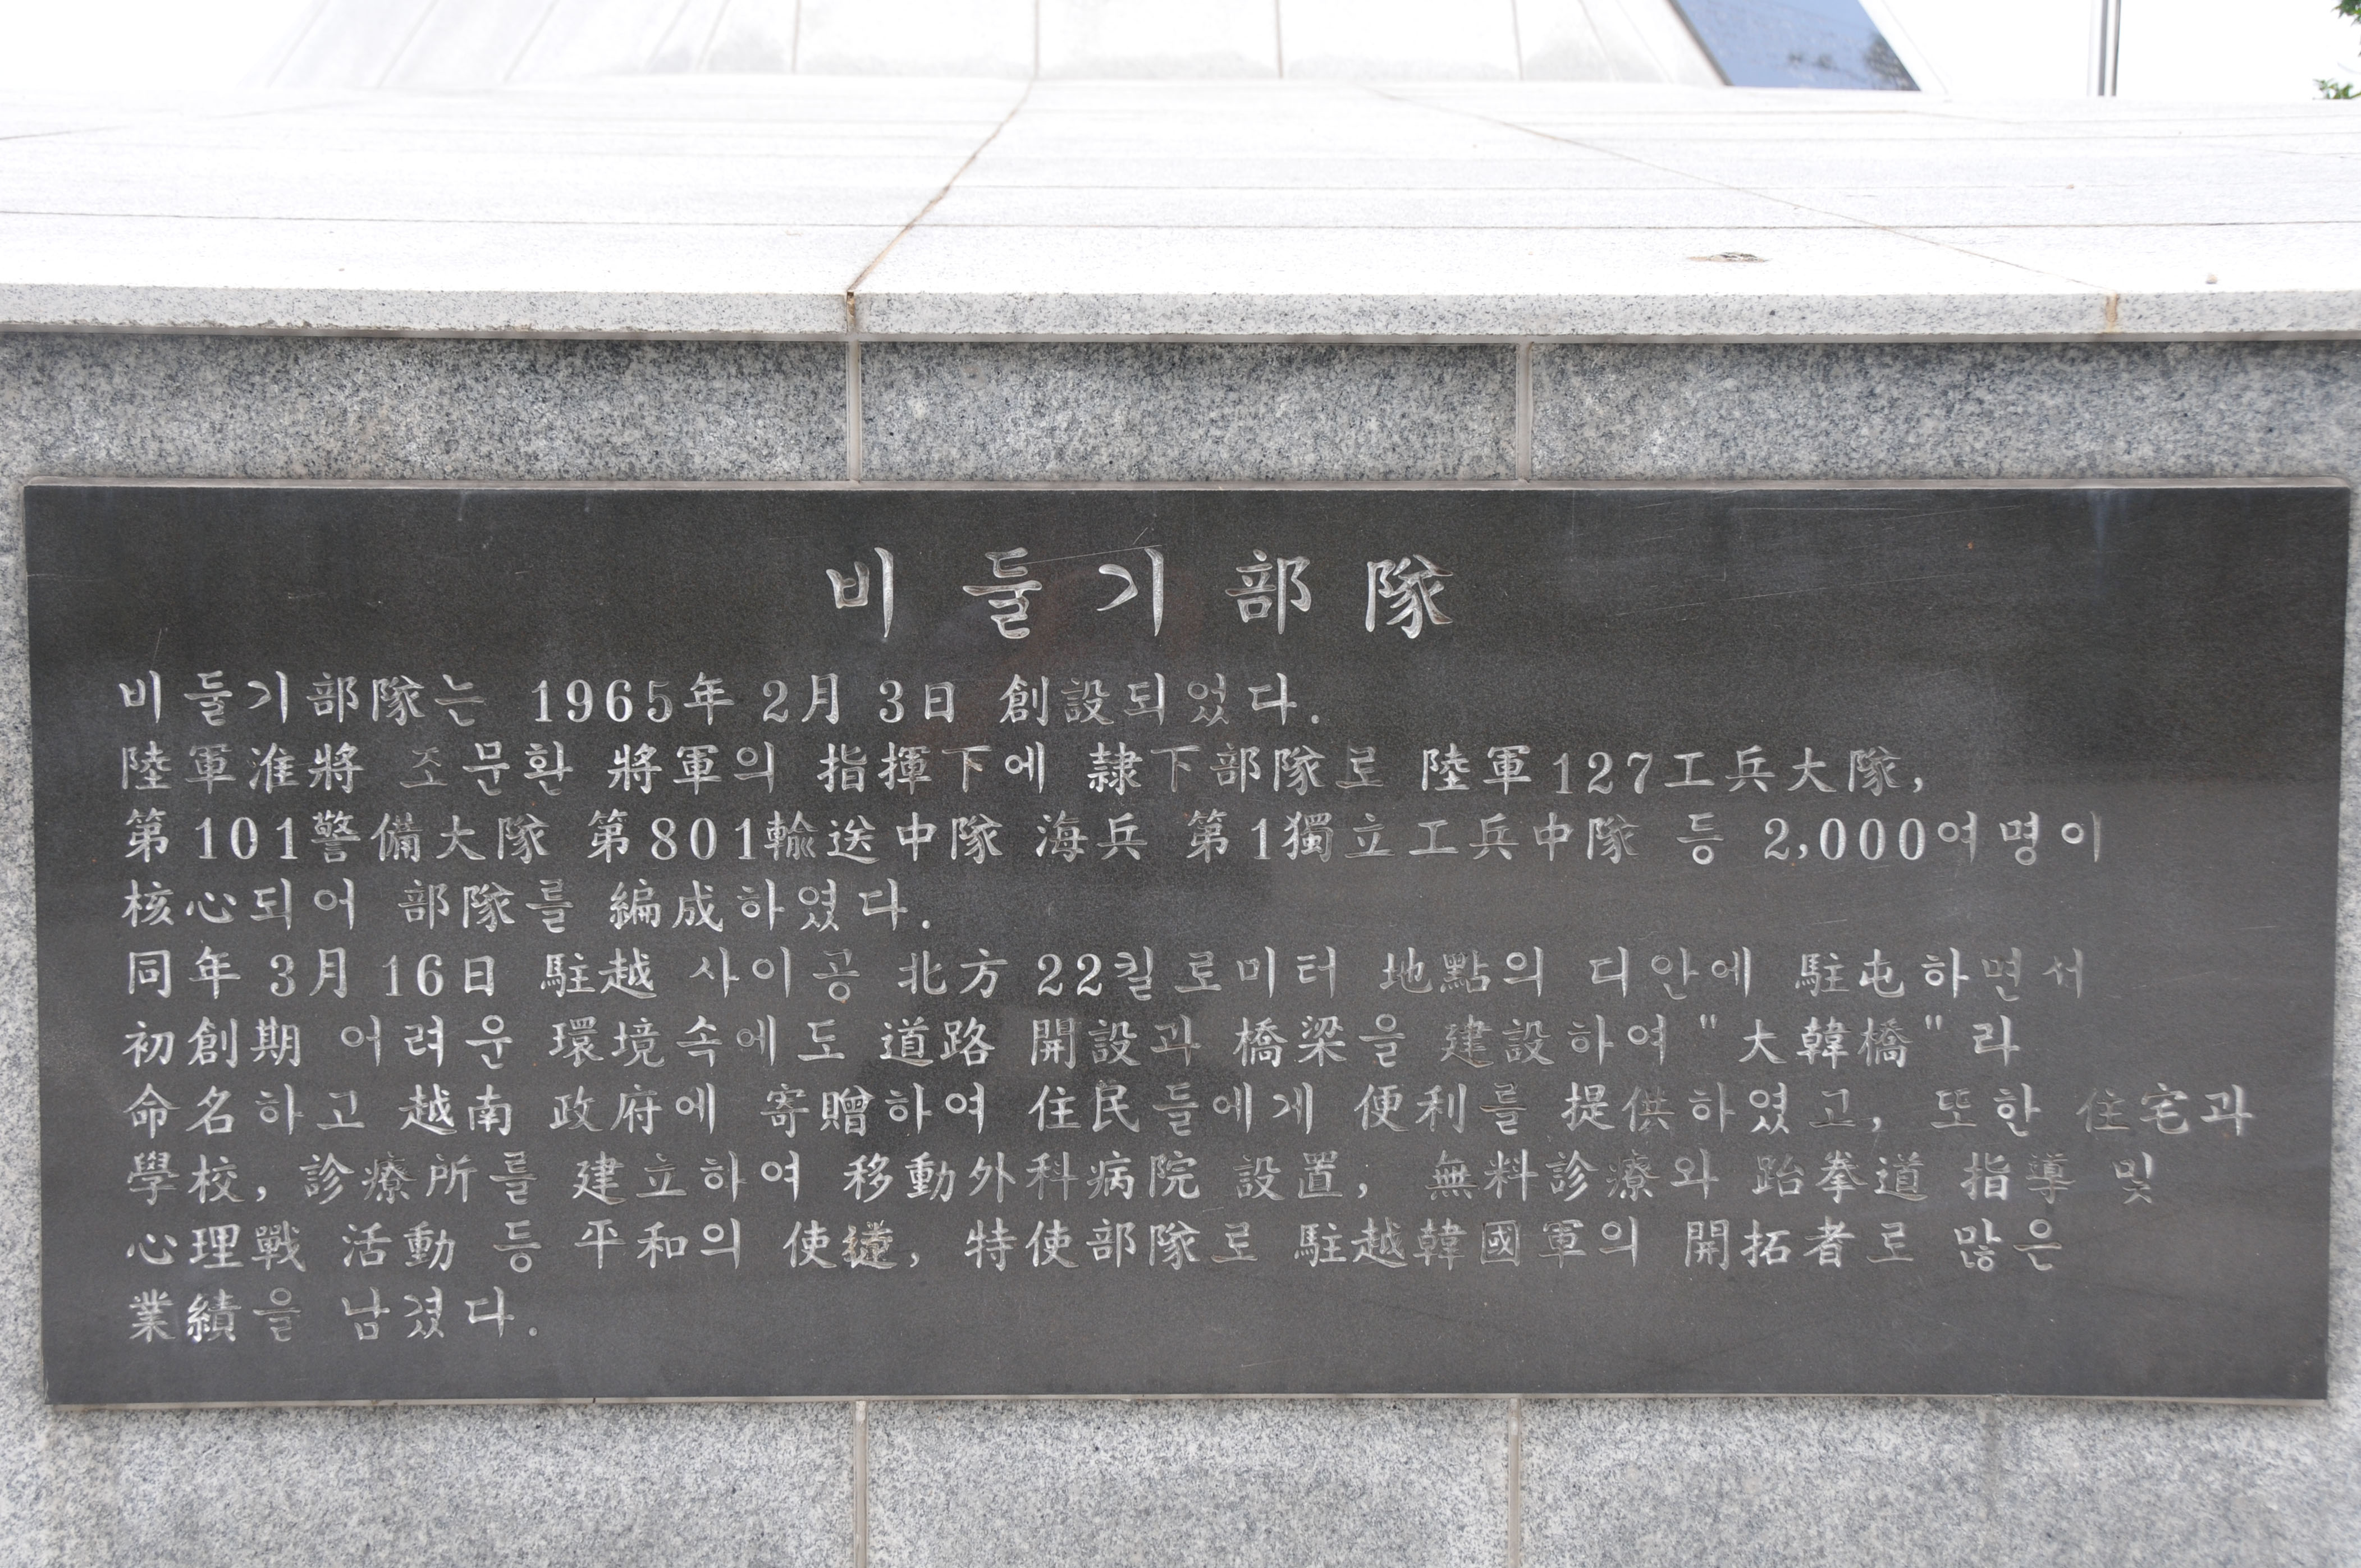 비둘기部隊
비둘기部隊는 1965年 2月 3日 創設되었다.
陸軍准將 조문환 將軍의 指揮下에 隷下部隊로 陸軍127工兵大隊,
第101警備大隊 第801輸送中隊 海兵 第1獨立工兵中隊 등 2,000여명이
核心되어 部隊를 編成하였다.
同年 3月 16日 駐越 사이공 北方 22킬로미터 地點의 디안에 駐屯하면서
初創期 어려운 環境속에도 道路 開設과 橋梁을 建設하여 "大韓橋"라
命名하고 越南 政府에 寄贈하여 住民들에게 便利를 提供하였고, 또한 住宅과
學校, 診療所를 建立하여 移動外科病院 設置, 無料診療와 跆拳道 指導 및
心理戰 活動 등 平和의 特使部隊로 駐越韓國軍의 開拓者로 많은
業績을 남겼다.